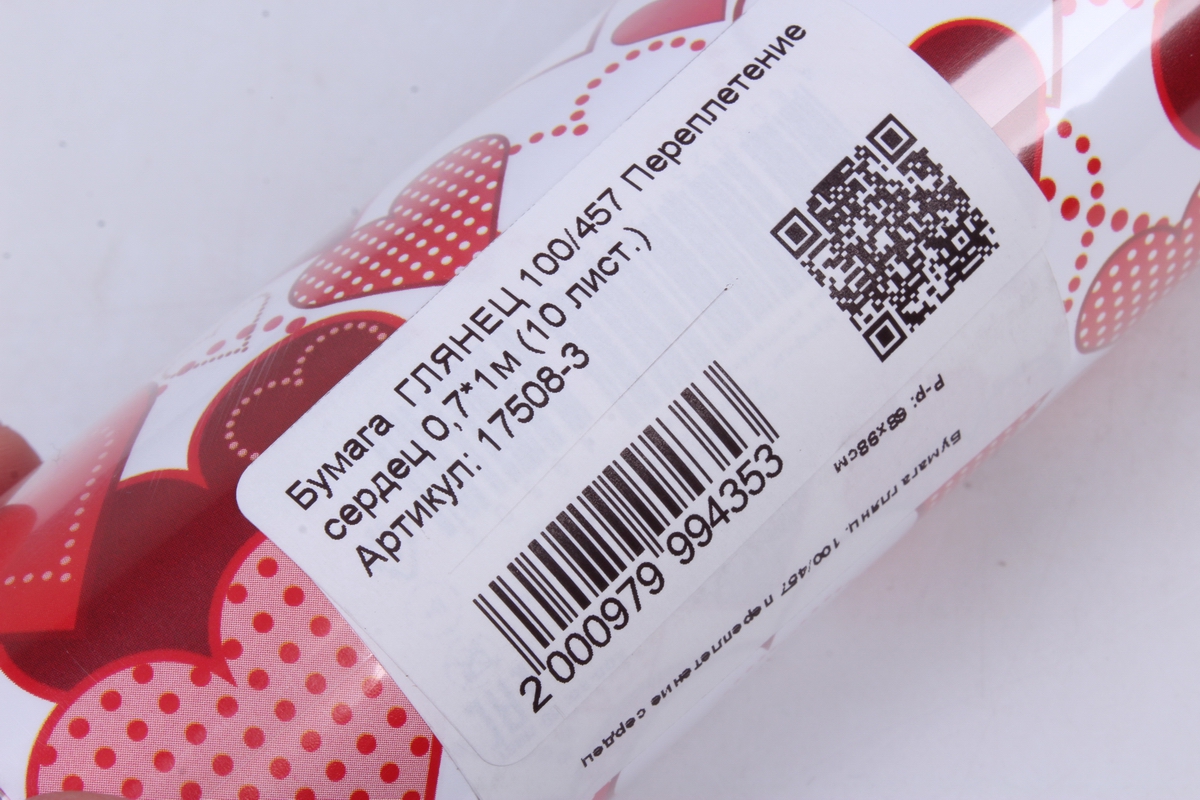 Бумага ГЛЯНЕЦ 100/457 Переплетение
сердец 0,7*1м (10 лист.)
Артикул: 17508-3
2 000979 994353
Бумага глянц. 100/457 переплетение сердец
Р-р: 68х98см